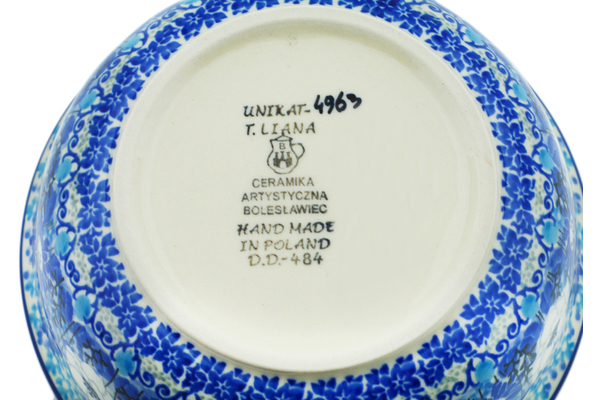 UNIKAT-4963
T. LIANA
B
CERAMIKA
ARTYSTYCZNA
BOLESŁAWIEC
HAND MADE
IN POLAND
D.D.-484